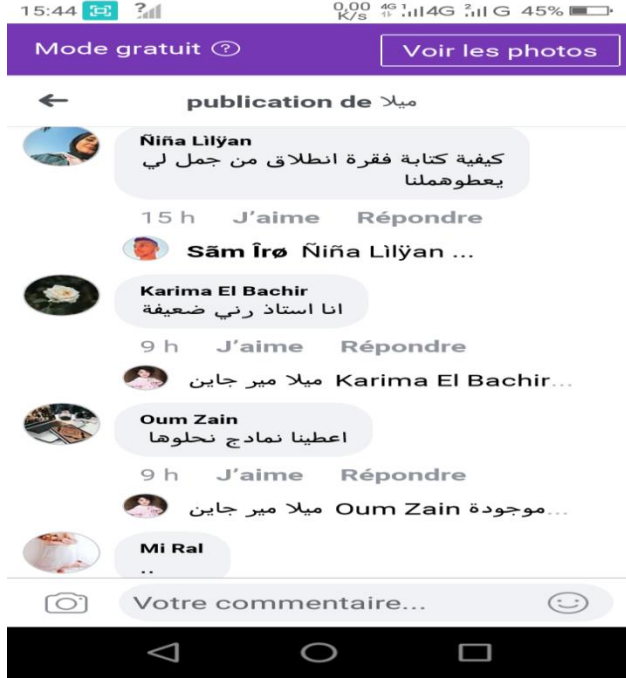 15:44 ? 0,00 K/s 4G 4G ? G 45%
Mode gratuit ? Voir les photos
publication de ميلا
Ñiña Lìlÿan
كيفية كتابة فقرة انطلاق من جمل لي
يعطوهملنا
15 h J'aime Répondre
Sãm Îrø Ñiña Lìlÿan ...
Karima El Bachir
انا استاذ رني ضعيفة
9 h J'aime Répondre
ميلا مير جاين Karima El Bachir...
Oum Zain
اعطينا نمادج نحلوها
9 h J'aime Répondre
ميلا مير جاين Oum Zain موجودة...
Mi Ral
..
Votre commentaire...